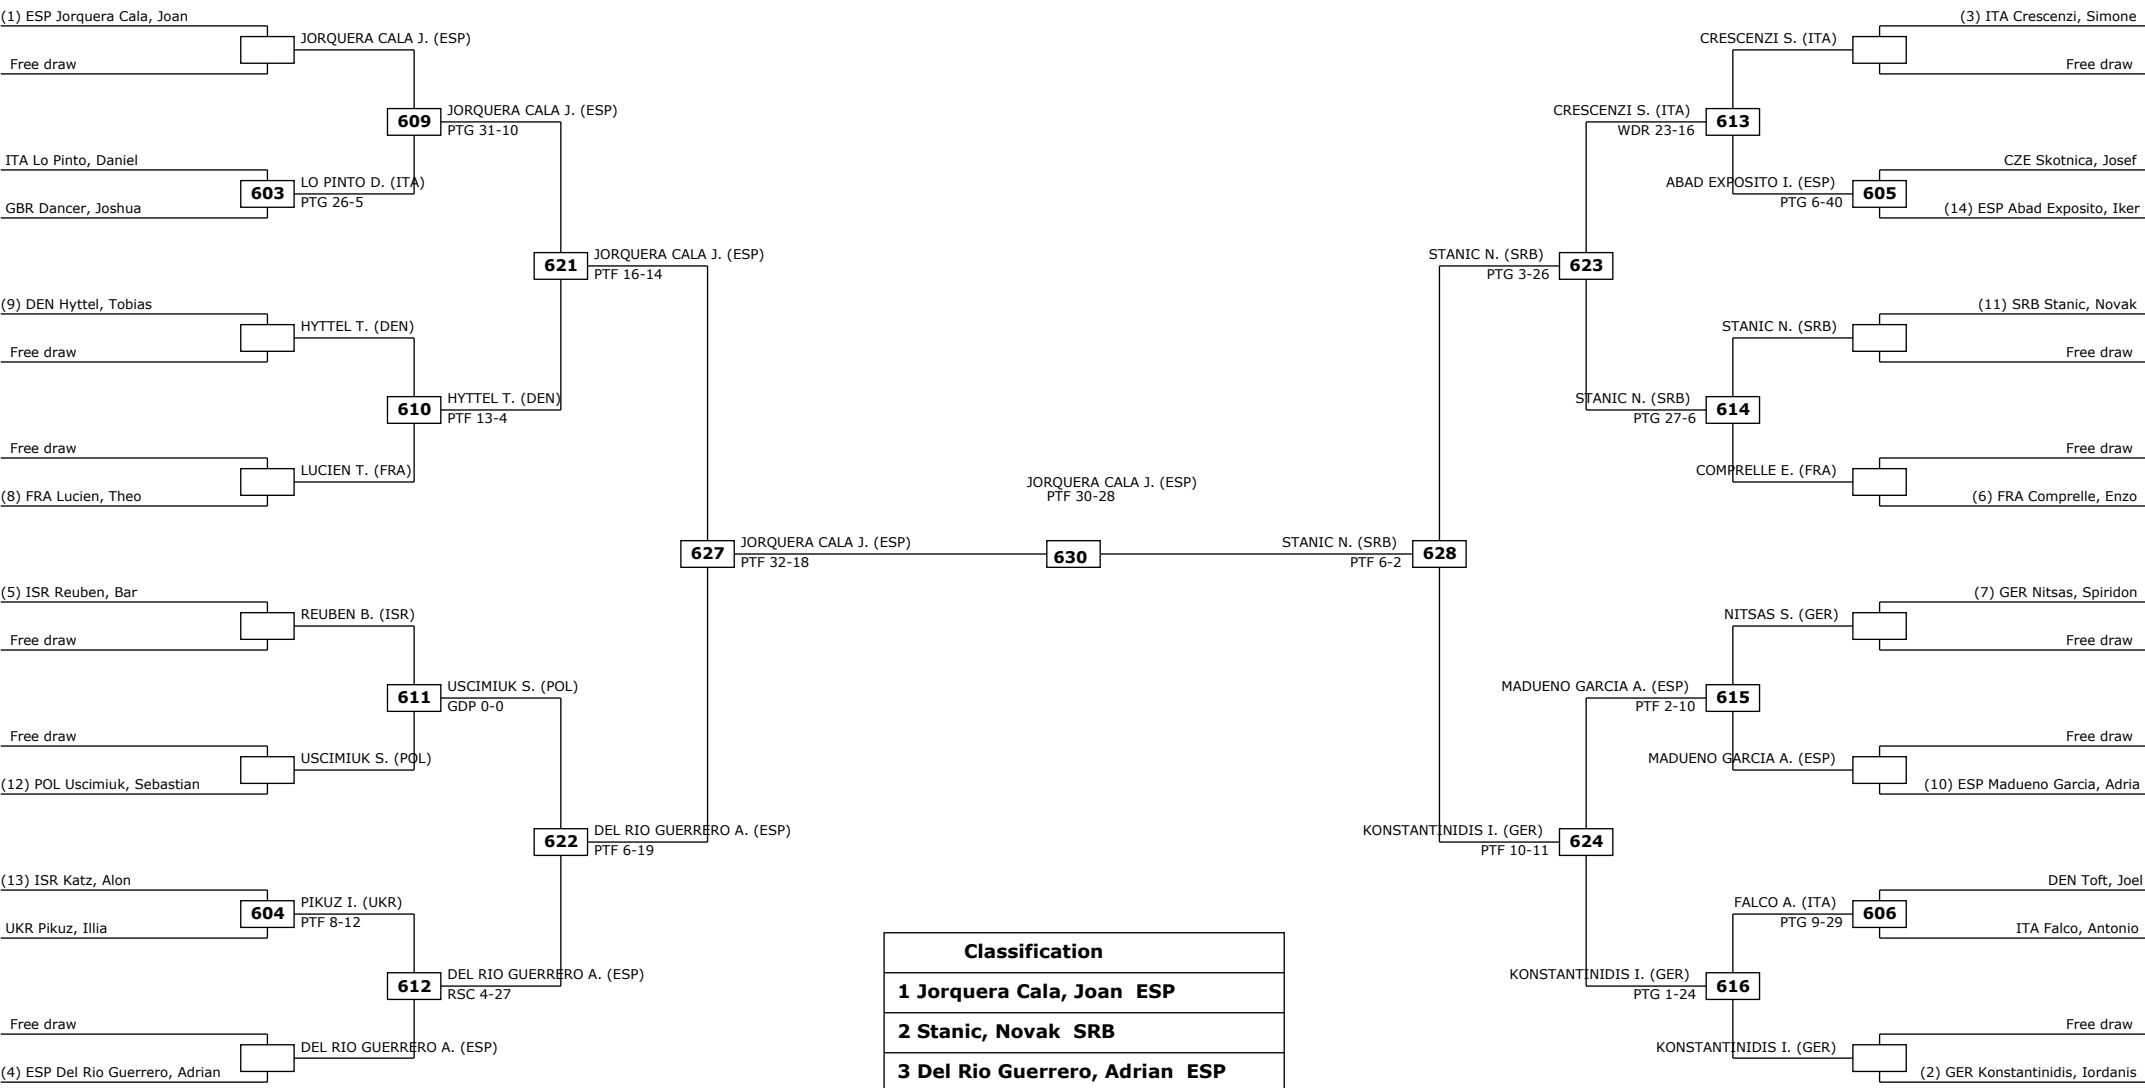 (1) ESP Jorquera Cala, Joan
JORQUERA CALA J. (ESP)
Free draw
609
JORQUERA CALA J. (ESP)
PTG 31-10
ITA Lo Pinto, Daniel
603
LO PINTO D. (ITA)
PTG 26-5
GBR Dancer, Joshua
621
JORQUERA CALA J. (ESP)
PTF 16-14
(9) DEN Hyttel, Tobias
HYTTEL T. (DEN)
Free draw
610
HYTTEL T. (DEN)
PTF 13-4
Free draw
LUCIEN T. (FRA)
(8) FRA Lucien, Theo
627
JORQUERA CALA J. (ESP)
PTF 32-18
(5) ISR Reuben, Bar
REUBEN B. (ISR)
Free draw
611
USCIMIUK S. (POL)
GDP 0-0
Free draw
USCIMIUK S. (POL)
(12) POL Uscimiuk, Sebastian
622
DEL RIO GUERRERO A. (ESP)
PTF 6-19
(13) ISR Katz, Alon
604
PIKUZ I. (UKR)
PTF 8-12
UKR Pikuz, Illia
612
DEL RIO GUERRERO A. (ESP)
RSC 4-27
Free draw
DEL RIO GUERRERO A. (ESP)
(4) ESP Del Rio Guerrero, Adrian
JORQUERA CALA J. (ESP)
PTF 30-28
630
(3) ITA Crescenzi, Simone
CRESCENZI S. (ITA)
Free draw
CRESCENZI S. (ITA)
WDR 23-16
613
CZE Skotnica, Josef
ABAD EXPOSITO I. (ESP)
PTG 6-40
605
(14) ESP Abad Exposito, Iker
STANIC N. (SRB)
PTG 3-26
623
(11) SRB Stanic, Novak
STANIC N. (SRB)
Free draw
STANIC N. (SRB)
PTG 27-6
614
Free draw
COMPRELLE E. (FRA)
(6) FRA Comprelle, Enzo
STANIC N. (SRB)
PTF 6-2
628
(7) GER Nitsas, Spiridon
NITSAS S. (GER)
Free draw
MADUENO GARCIA A. (ESP)
PTF 2-10
615
Free draw
MADUENO GARCIA A. (ESP)
(10) ESP Madueno Garcia, Adria
KONSTANTINIDIS I. (GER)
PTF 10-11
624
DEN Toft, Joel
FALCO A. (ITA)
PTG 9-29
606
ITA Falco, Antonio
KONSTANTINIDIS I. (GER)
PTG 1-24
616
Free draw
KONSTANTINIDIS I. (GER)
(2) GER Konstantinidis, Iordanis
Classification
1 Jorquera Cala, Joan ESP
2 Stanic, Novak SRB
3 Del Rio Guerrero, Adrian ESP